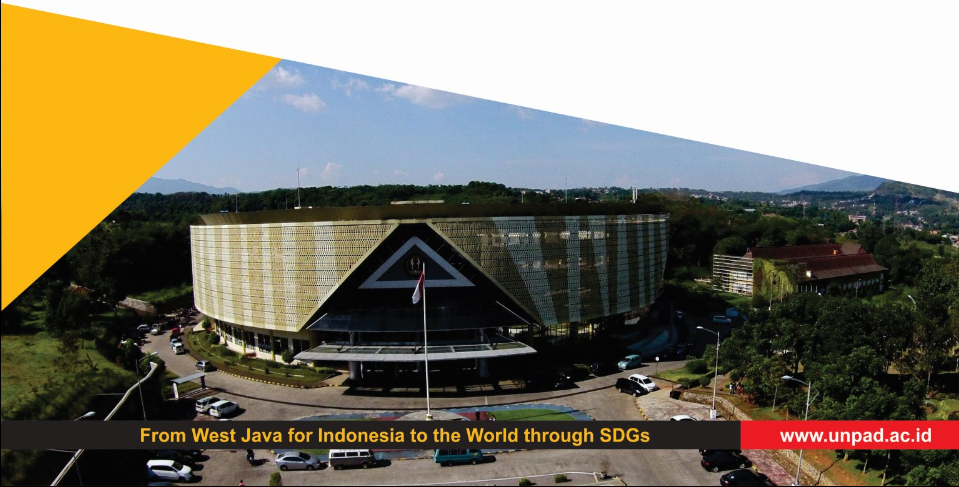 From West Java for Indonesia to the World through SDGs
www.unpad.ac.id